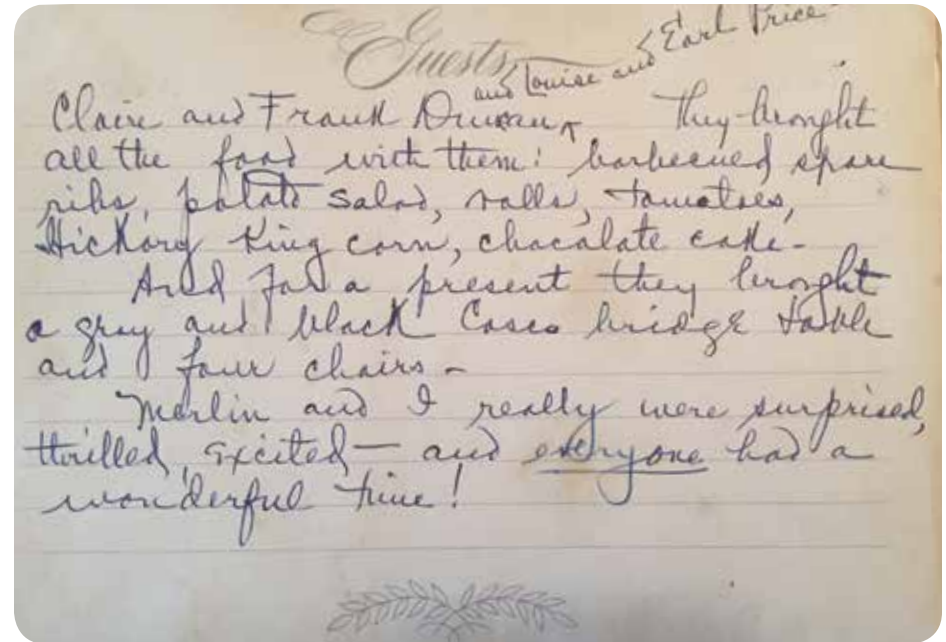 Guests
and Louise and Earl Price
Claire and Frank Duncan ^ They brought
all the food with them: barbecued spare
ribs, potato salad, rolls, tomatoes,
Hickory King corn, chocolate cake -
And for a present they brought
a gray and black Cosco bridge table
and four chairs -
Merlin and I really were surprised,
thrilled, excited — and everyone had a
wonderful time!